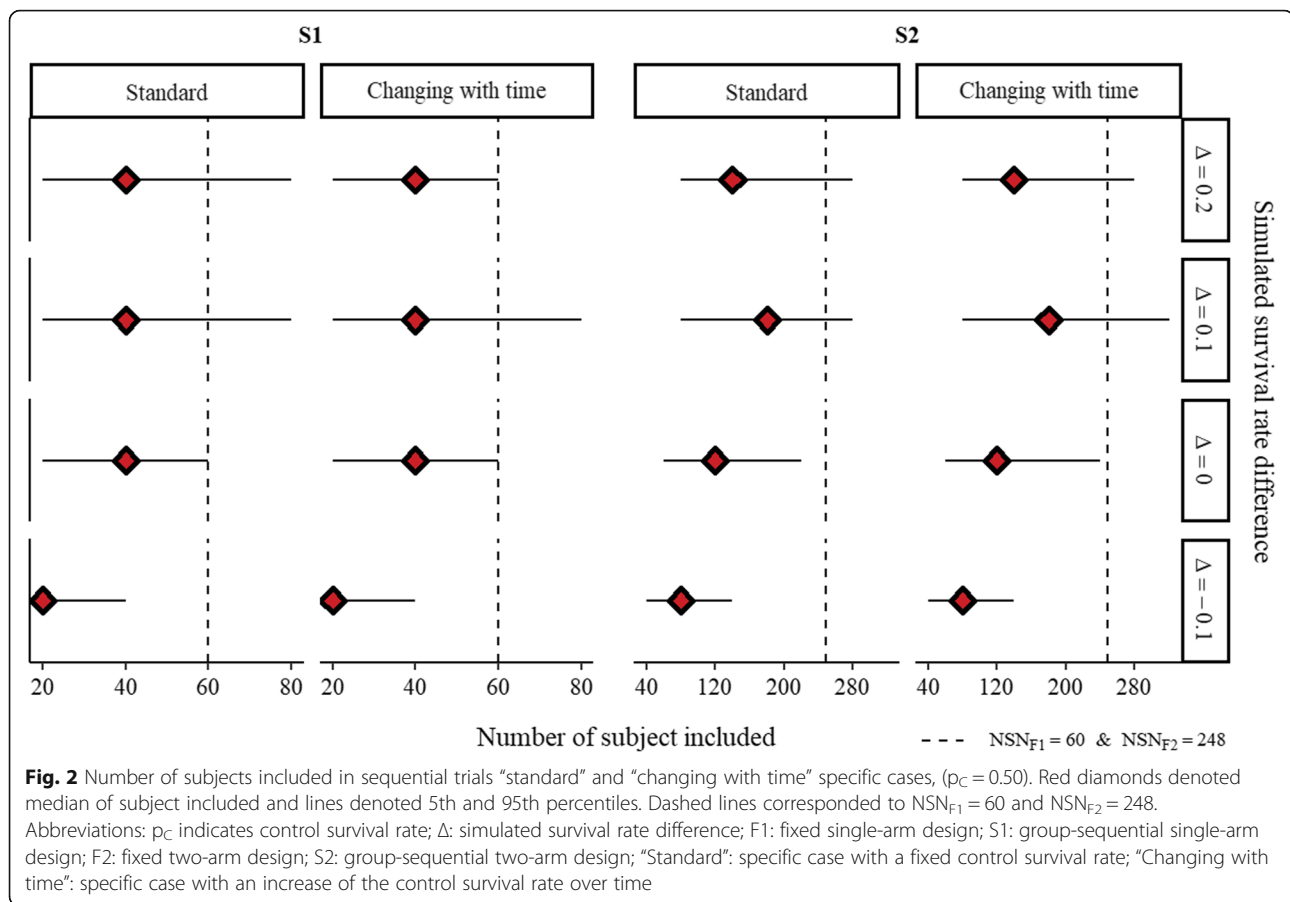 S1 S2
Standard Changing with time Standard Changing with time
Δ = 0.2
Δ = 0.1
Δ = 0
Δ = −0.1
Simulated survival rate difference
20 40 60 80 20 40 60 80 40 120 200 280 40 120 200 280
Number of subject included
NSN_F1 = 60 & NSN_F2 = 248
Fig. 2 Number of subjects included in sequential trials “standard” and “changing with time” specific cases, (p_C = 0.50). Red diamonds denoted
median of subject included and lines denoted 5th and 95th percentiles. Dashed lines corresponded to NSN_F1 = 60 and NSN_F2 = 248.
Abbreviations: p_C indicates control survival rate; Δ: simulated survival rate difference; F1: fixed single-arm design; S1: group-sequential single-arm
design; F2: fixed two-arm design; S2: group-sequential two-arm design; “Standard”: specific case with a fixed control survival rate; “Changing with
time”: specific case with an increase of the control survival rate over time